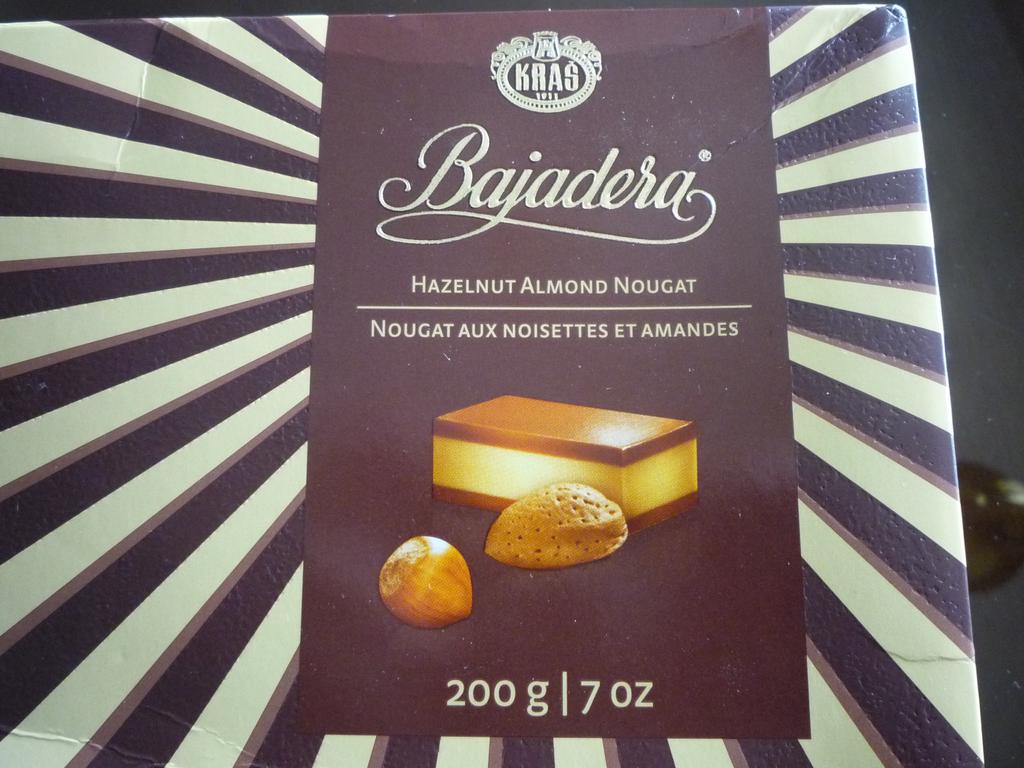 KRAŠ
1911
Bajadera®
HAZELNUT ALMOND NOUGAT
NOUGAT AUX NOISETTES ET AMANDES
200 g | 7 OZ